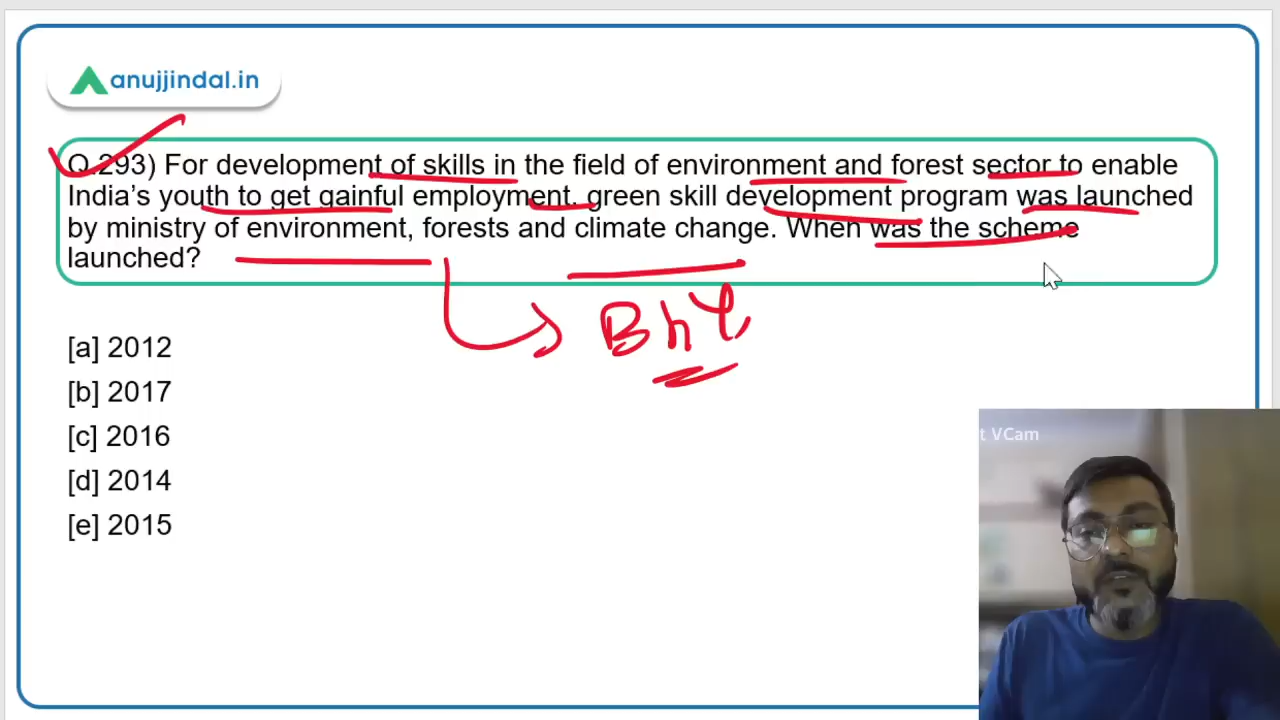 anujjindal.in
Q.293) For development of skills in the field of environment and forest sector to enable
India’s youth to get gainful employment, green skill development program was launched
by ministry of environment, forests and climate change. When was the scheme
launched?
[a] 2012
[b] 2017
[c] 2016
[d] 2014
[e] 2015
t VCam